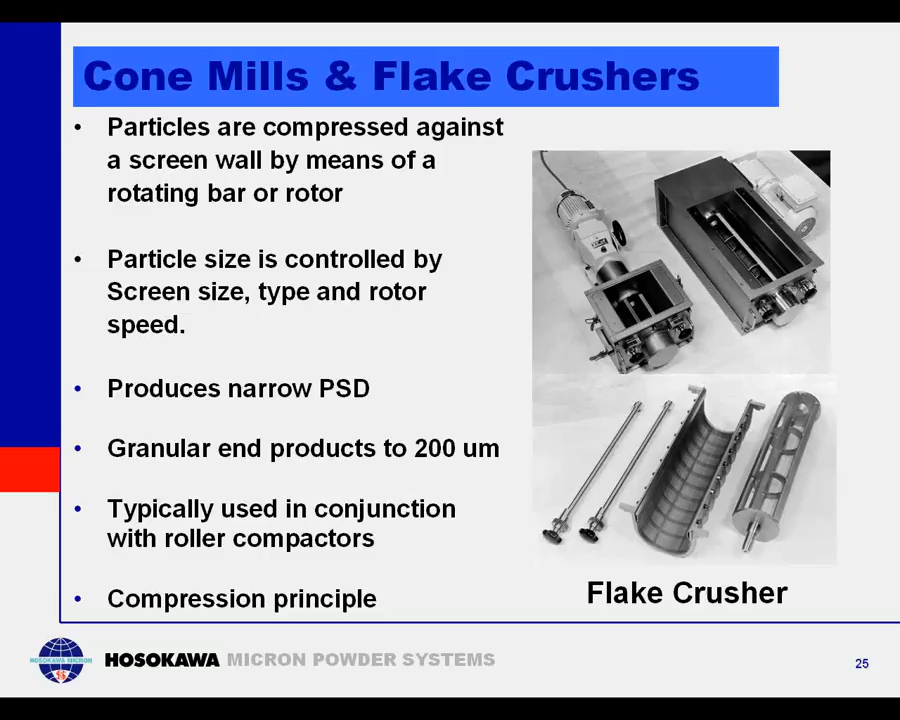 Cone Mills & Flake Crushers
• Particles are compressed against
a screen wall by means of a
rotating bar or rotor
• Particle size is controlled by
Screen size, type and rotor
speed.
• Produces narrow PSD
• Granular end products to 200 um
• Typically used in conjunction
with roller compactors
• Compression principle
Flake Crusher
HOSOKAWA MICRON
HOSOKAWA MICRON POWDER SYSTEMS
25